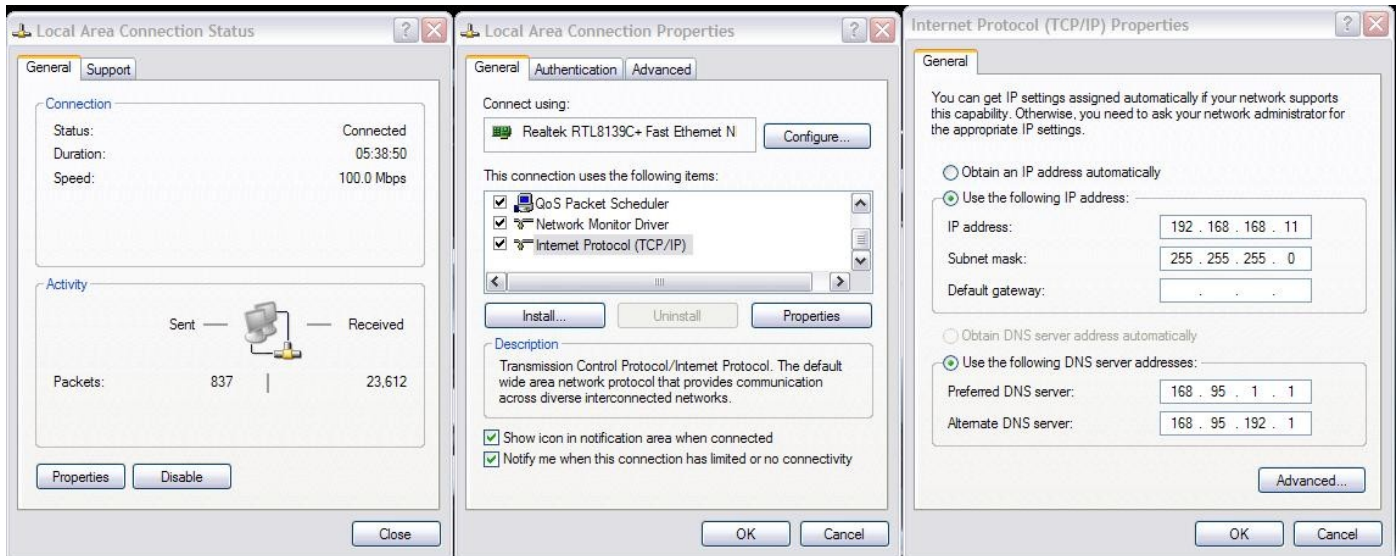 Local Area Connection Status
General
Support
Connection
Status: Connected
Duration: 05:38:50
Speed: 100.0 Mbps
Activity
Sent — — Received
Packets: 837 | 23,612
Properties
Disable
Close
Local Area Connection Properties
General
Authentication
Advanced
Connect using:
Realtek RTL8139C+ Fast Ethernet N
Configure...
This connection uses the following items:
QoS Packet Scheduler
Network Monitor Driver
Internet Protocol (TCP/IP)
Install...
Uninstall
Properties
Description
Transmission Control Protocol/Internet Protocol. The default
wide area network protocol that provides communication
across diverse interconnected networks.
Show icon in notification area when connected
Notify me when this connection has limited or no connectivity
OK
Cancel
Internet Protocol (TCP/IP) Properties
General
You can get IP settings assigned automatically if your network supports
this capability. Otherwise, you need to ask your network administrator for
the appropriate IP settings.
Obtain an IP address automatically
Use the following IP address:
IP address: 192 . 168 . 168 . 11
Subnet mask: 255 . 255 . 255 . 0
Default gateway: . . .
Obtain DNS server address automatically
Use the following DNS server addresses:
Preferred DNS server: 168 . 95 . 1 . 1
Alternate DNS server: 168 . 95 . 192 . 1
Advanced...
OK
Cancel